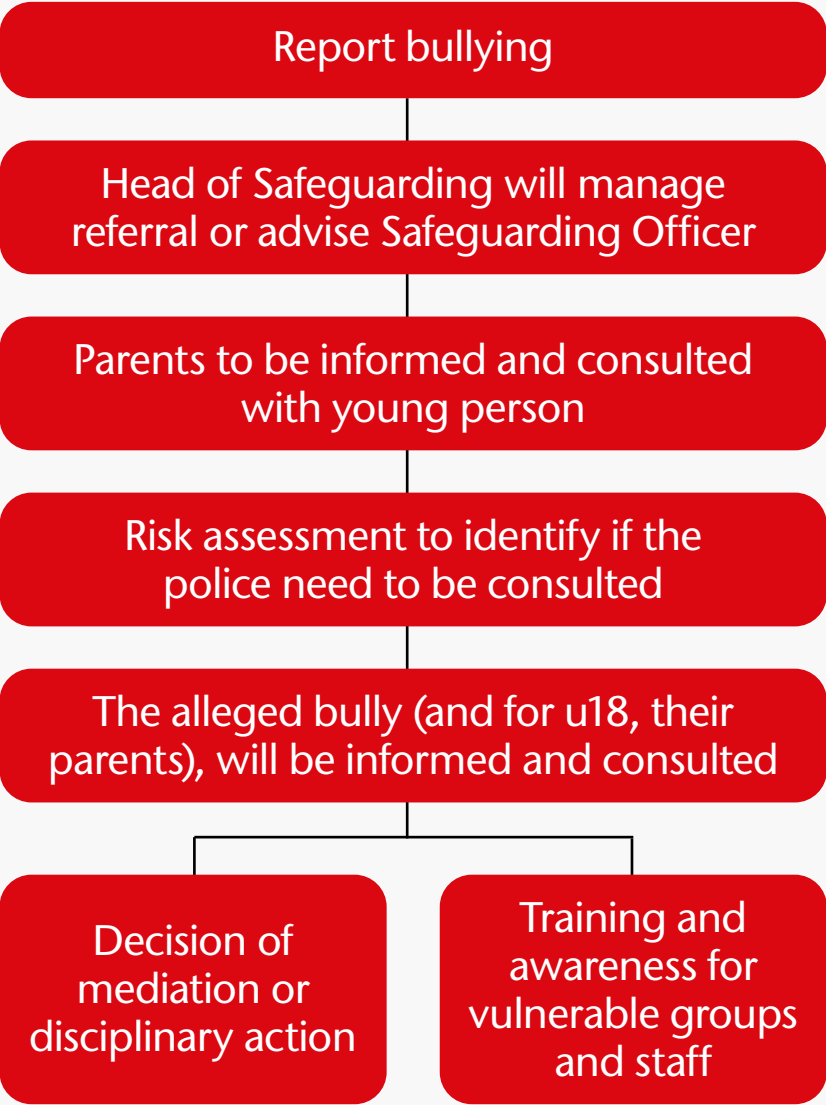 Report bullying
Head of Safeguarding will manage
referral or advise Safeguarding Officer
Parents to be informed and consulted
with young person
Risk assessment to identify if the
police need to be consulted
The alleged bully (and for u18, their
parents), will be informed and consulted
Decision of
mediation or
disciplinary action
Training and
awareness for
vulnerable groups
and staff